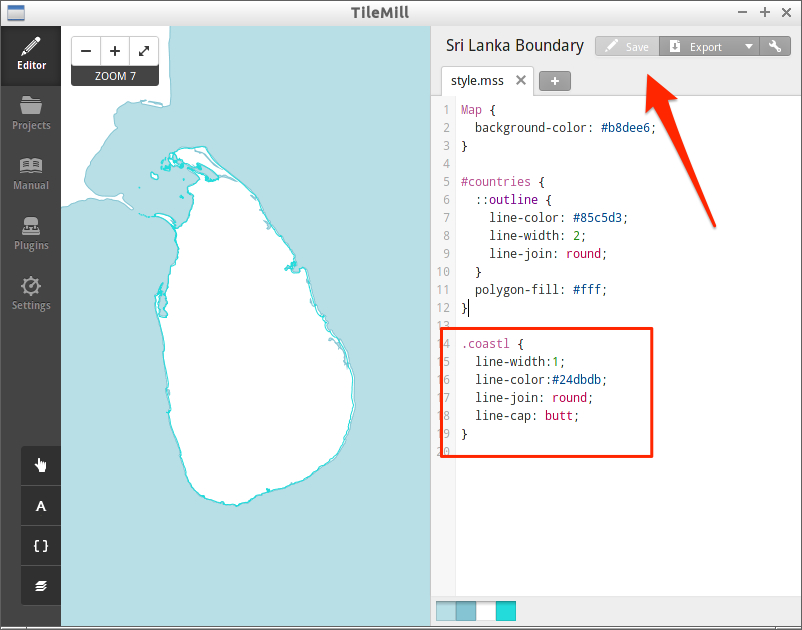 TileMill
Editor
Projects
Manual
Plugins
Settings
A
{ }
ZOOM 7
Sri Lanka Boundary
Save
Export
style.mss
1 Map {
2 background-color: #b8dee6;
3 }
4
5 #countries {
6 ::outline {
7 line-color: #85c5d3;
8 line-width: 2;
9 line-join: round;
10 }
11 polygon-fill: #fff;
12 }
13
14 .coastl {
15 line-width:1;
16 line-color:#24dbdb;
17 line-join: round;
18 line-cap: butt;
19 }
20